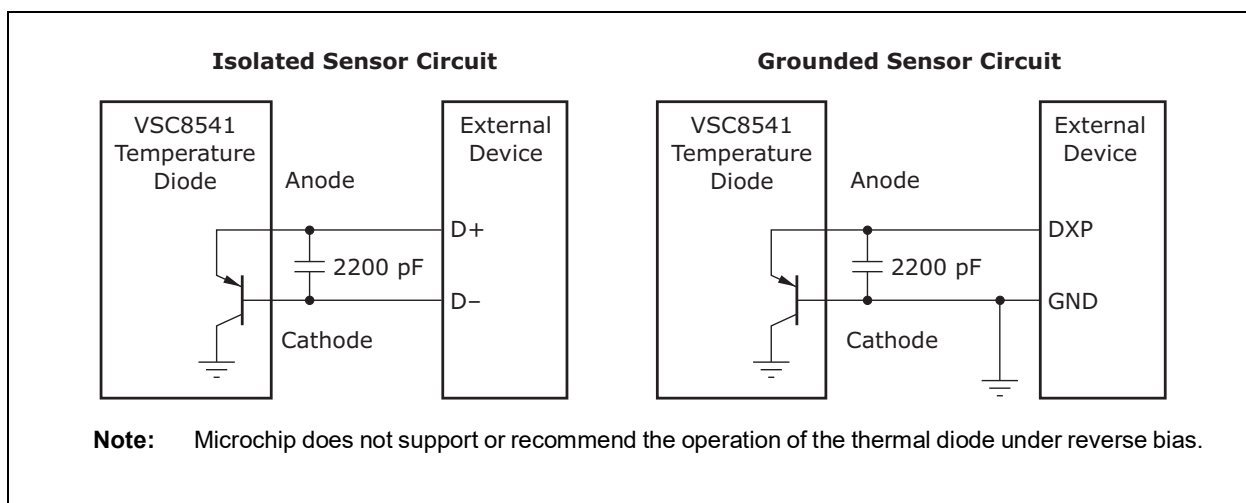 Isolated Sensor Circuit
VSC8541
Temperature
Diode
Anode
External
Device
D+
2200 pF
D−
Cathode
Grounded Sensor Circuit
VSC8541
Temperature
Diode
Anode
External
Device
DXP
2200 pF
GND
Cathode
Note: Microchip does not support or recommend the operation of the thermal diode under reverse bias.